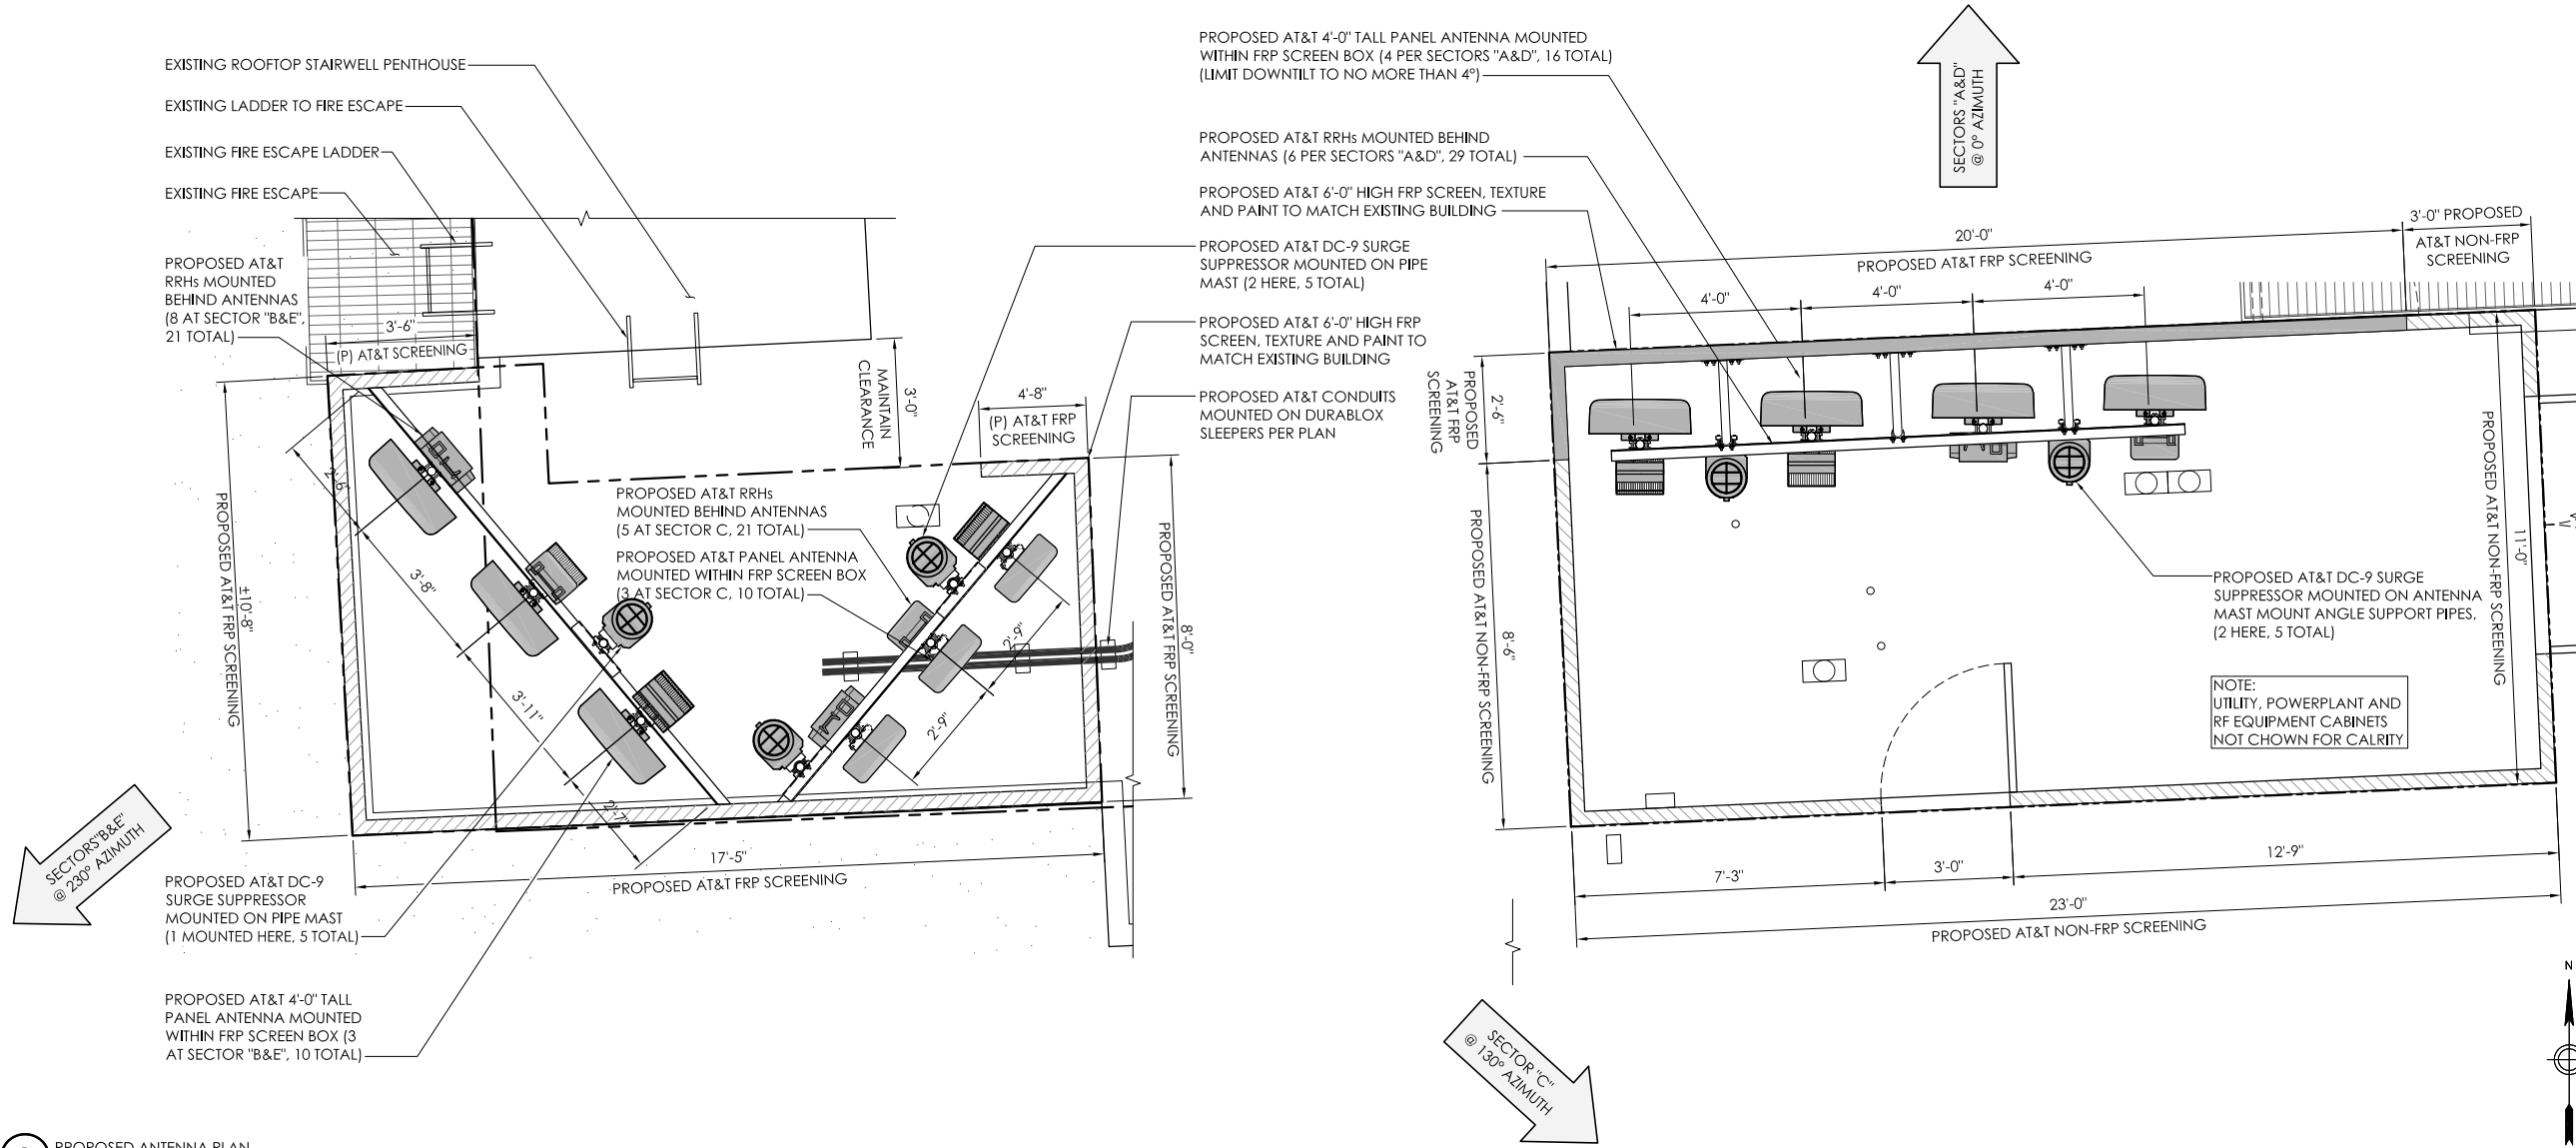 EXISTING ROOFTOP STAIRWELL PENTHOUSE
EXISTING LADDER TO FIRE ESCAPE
EXISTING FIRE ESCAPE LADDER
EXISTING FIRE ESCAPE
PROPOSED AT&T
RRHs MOUNTED
BEHIND ANTENNAS
(8 AT SECTOR "B&E",
21 TOTAL)
3'-6"
(P) AT&T SCREENING
MAINTAIN
CLEARANCE
3'-0"
4'-8"
(P) AT&T FRP
SCREENING
2'-6"
3'-8"
3'-11"
2'-7"
±10'-8"
PROPOSED AT&T FRP SCREENING
PROPOSED AT&T RRHs
MOUNTED BEHIND ANTENNAS
(5 AT SECTOR C, 21 TOTAL)
PROPOSED AT&T PANEL ANTENNA
MOUNTED WITHIN FRP SCREEN BOX
(3 AT SECTOR C, 10 TOTAL)
2'-9"
2'-9"
PROPOSED AT&T FRP SCREENING
8'-0"
17'-5"
PROPOSED AT&T FRP SCREENING
SECTORS"B&E"
@ 230° AZIMUTH
PROPOSED AT&T DC-9
SURGE SUPPRESSOR
MOUNTED ON PIPE MAST
(1 MOUNTED HERE, 5 TOTAL)
PROPOSED AT&T 4'-0" TALL
PANEL ANTENNA MOUNTED
WITHIN FRP SCREEN BOX (3
AT SECTOR "B&E", 10 TOTAL)
PROPOSED AT&T 4'-0" TALL PANEL ANTENNA MOUNTED
WITHIN FRP SCREEN BOX (4 PER SECTORS "A&D", 16 TOTAL)
(LIMIT DOWNTILT TO NO MORE THAN 4°)
PROPOSED AT&T RRHs MOUNTED BEHIND
ANTENNAS (6 PER SECTORS "A&D", 29 TOTAL)
PROPOSED AT&T 6'-0" HIGH FRP SCREEN, TEXTURE
AND PAINT TO MATCH EXISTING BUILDING
PROPOSED AT&T DC-9 SURGE
SUPPRESSOR MOUNTED ON PIPE
MAST (2 HERE, 5 TOTAL)
PROPOSED AT&T 6'-0" HIGH FRP
SCREEN, TEXTURE AND PAINT TO
MATCH EXISTING BUILDING
PROPOSED AT&T CONDUITS
MOUNTED ON DURABLOX
SLEEPERS PER PLAN
SECTORS "A&D"
@ 0° AZIMUTH
20'-0"
PROPOSED AT&T FRP SCREENING
3'-0" PROPOSED
AT&T NON-FRP
SCREENING
4'-0"
4'-0"
4'-0"
2'-6"
PROPOSED
AT&T FRP
SCREENING
8'-6"
PROPOSED AT&T NON-FRP SCREENING
PROPOSED AT&T NON-FRP SCREENING
11'-0"
PROPOSED AT&T DC-9 SURGE
SUPPRESSOR MOUNTED ON ANTENNA
MAST MOUNT ANGLE SUPPORT PIPES,
(2 HERE, 5 TOTAL)
NOTE:
UTILITY, POWERPLANT AND
RF EQUIPMENT CABINETS
NOT CHOWN FOR CALRITY
7'-3"
3'-0"
12'-9"
23'-0"
PROPOSED AT&T NON-FRP SCREENING
SECTOR "C"
@ 130° AZIMUTH
N
PROPOSED ANTENNA PLAN